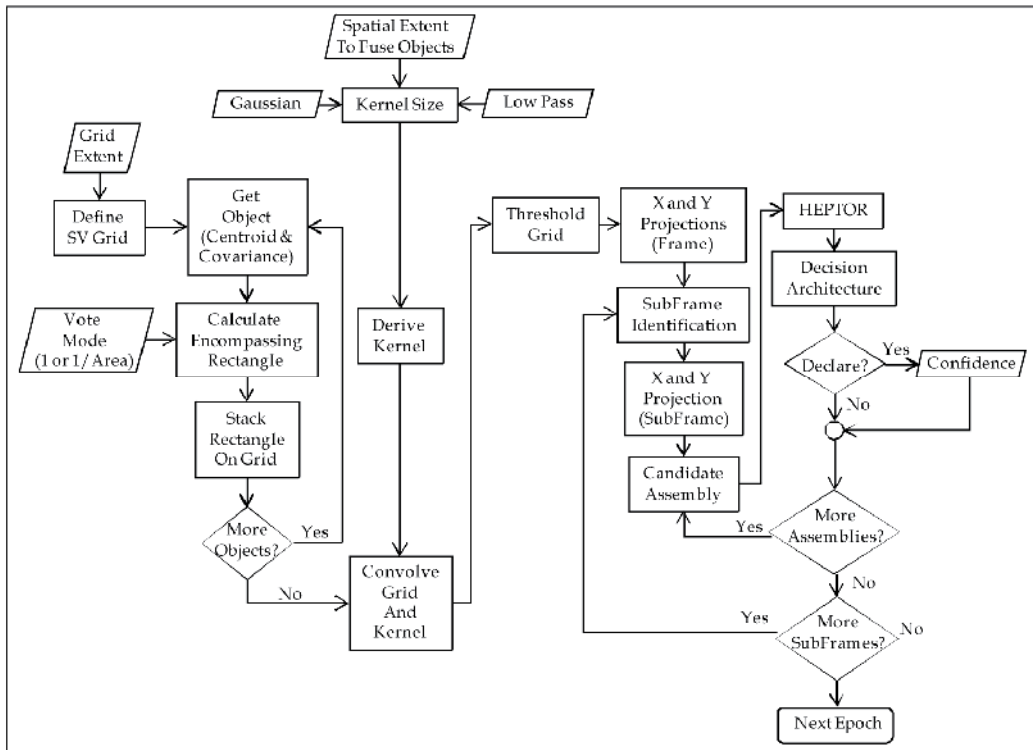 Spatial Extent
To Fuse Objects
Gaussian
Kernel Size
Low Pass
Grid
Extent
Define
SV Grid
Get
Object
(Centroid &
Covariance)
Vote
Mode
(1 or 1/Area)
Calculate
Encompassing
Rectangle
Stack
Rectangle
On Grid
More
Objects?
Yes
No
Derive
Kernel
Convolve
Grid
And
Kernel
Threshold
Grid
X and Y
Projections
(Frame)
SubFrame
Identification
X and Y
Projection
(SubFrame)
Candidate
Assembly
HEPTOR
Decision
Architecture
Declare?
Yes
Confidence
No
More
Assemblies?
Yes
No
More
SubFrames?
Yes
No
Next Epoch